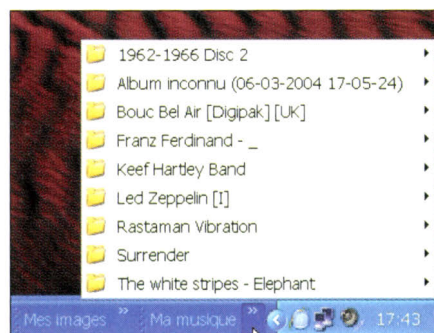 1962-1966 Disc 2
Album inconnu (06-03-2004 17-05-24)
Bouc Bel Air [Digipak] [UK]
Franz Ferdinand - _
Keef Hartley Band
Led Zeppelin [I]
Rastaman Vibration
Surrender
The white stripes - Elephant
Mes images » Ma musique » 17:43